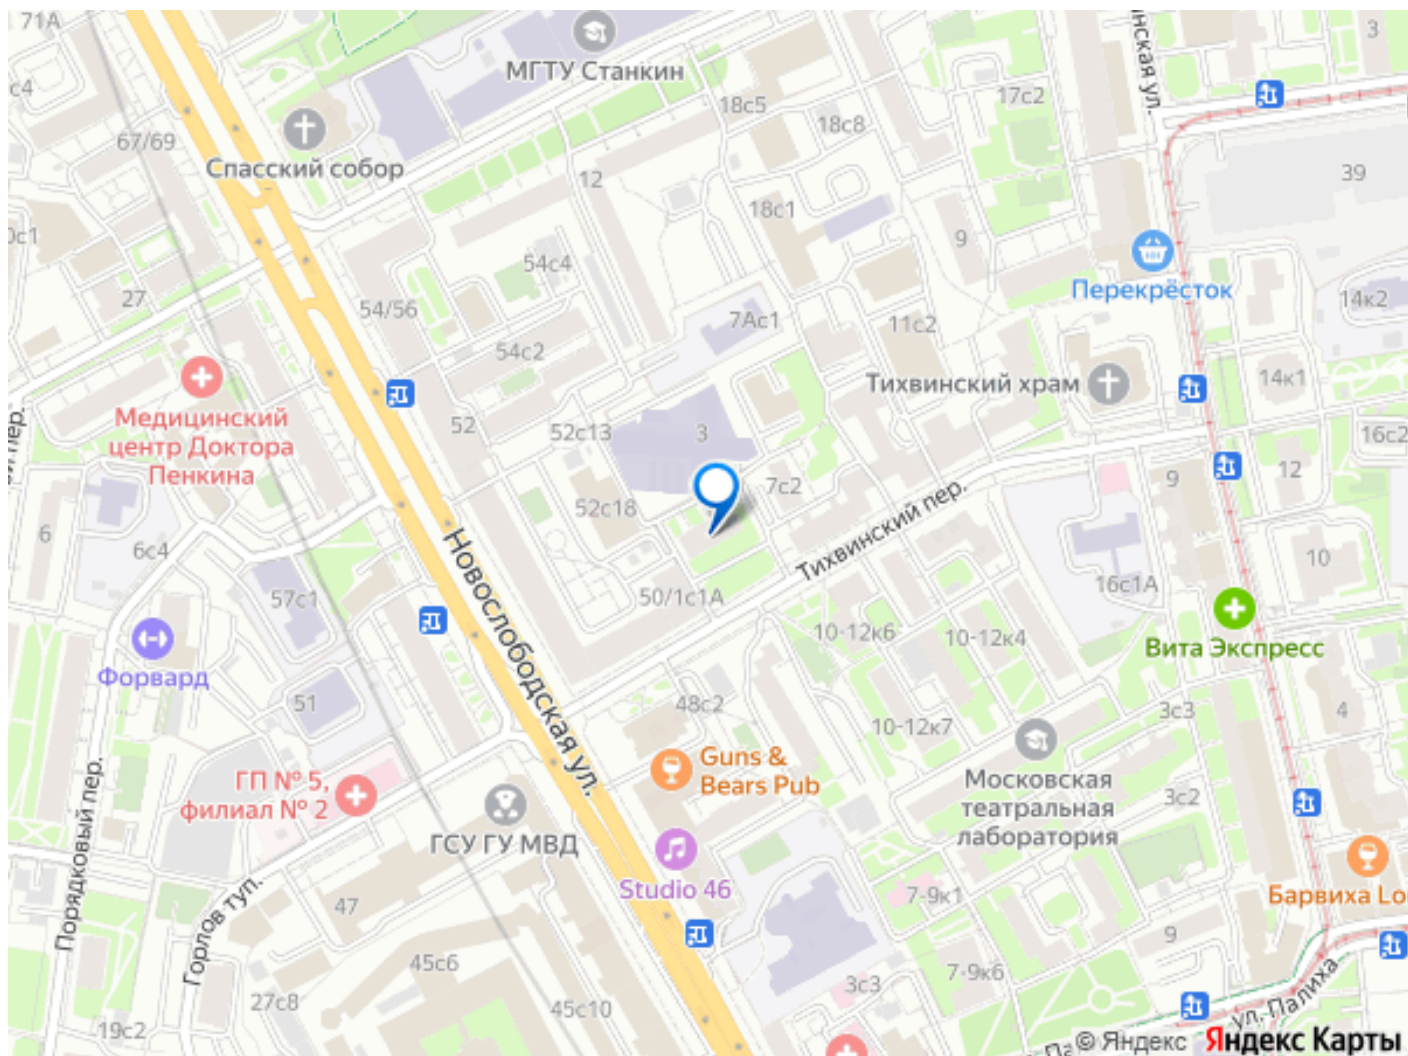 71А
МГТУ Станкин
нская ул.
3
с4
18с5
17с2
67/69
18с8
Спасский собор
12
39
18с1
0с1
9
54с4
27
54/56
Перекрёсток
14к2
7Ас1
11с2
54с2
Тихвинский храм
14к1
Медицинский
центр Доктора
Пенкина
52
52с13
3
16с2
пер.
7с2
9
12
52с18
Тихвинский пер.
6
6с4
Новослободская ул.
10
57с1
50/1с1А
16с1А
10-12к6
10-12к4
Вита Экспресс
Форвард
51
48с2
10-12к7
3с3
4
Guns &
Bears Pub
ГП № 5,
филиал № 2
Московская
театральная
лаборатория
3с2
Порядковый пер.
ГСУ ГУ МВД
Studio 46
7-9к1
Барвиха Lo
47
Горлов туп.
9
45с6
7-9к6
27с8
3с3
45с10
ул. Палиха
19с2
© Яндекс Яндекс Карты